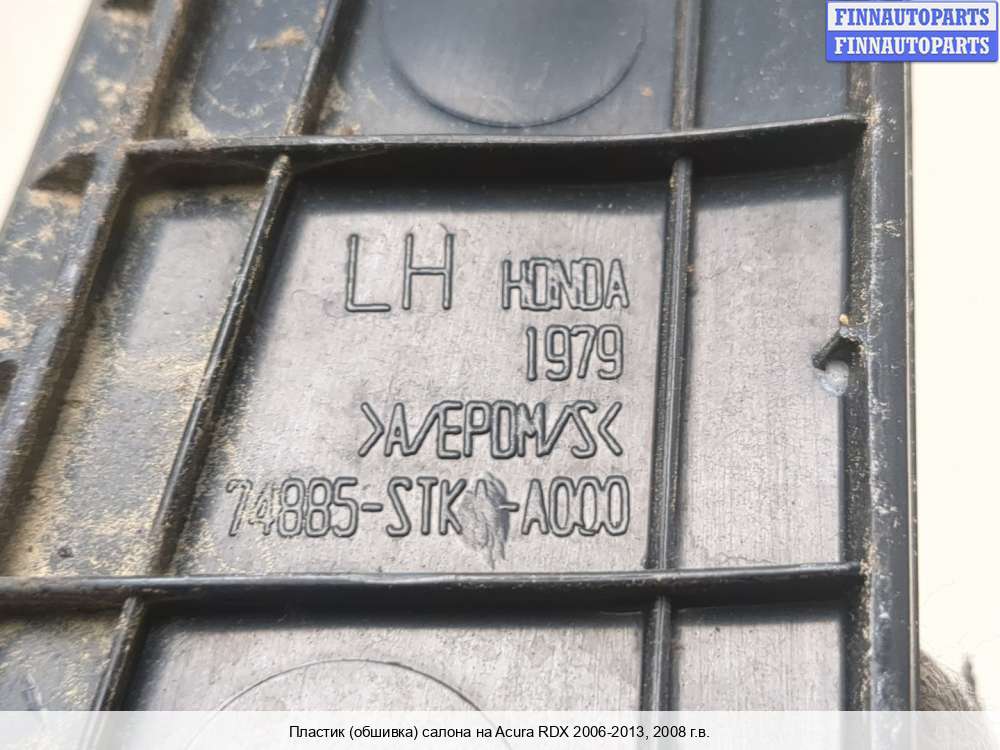 FINNAUTOPARTS
FINNAUTOPARTS
LH HONDA
1979
>A/EPDM/S<
74885-STK -A000
Пластик (обшивка) салона на Acura RDX 2006-2013, 2008 г.в.